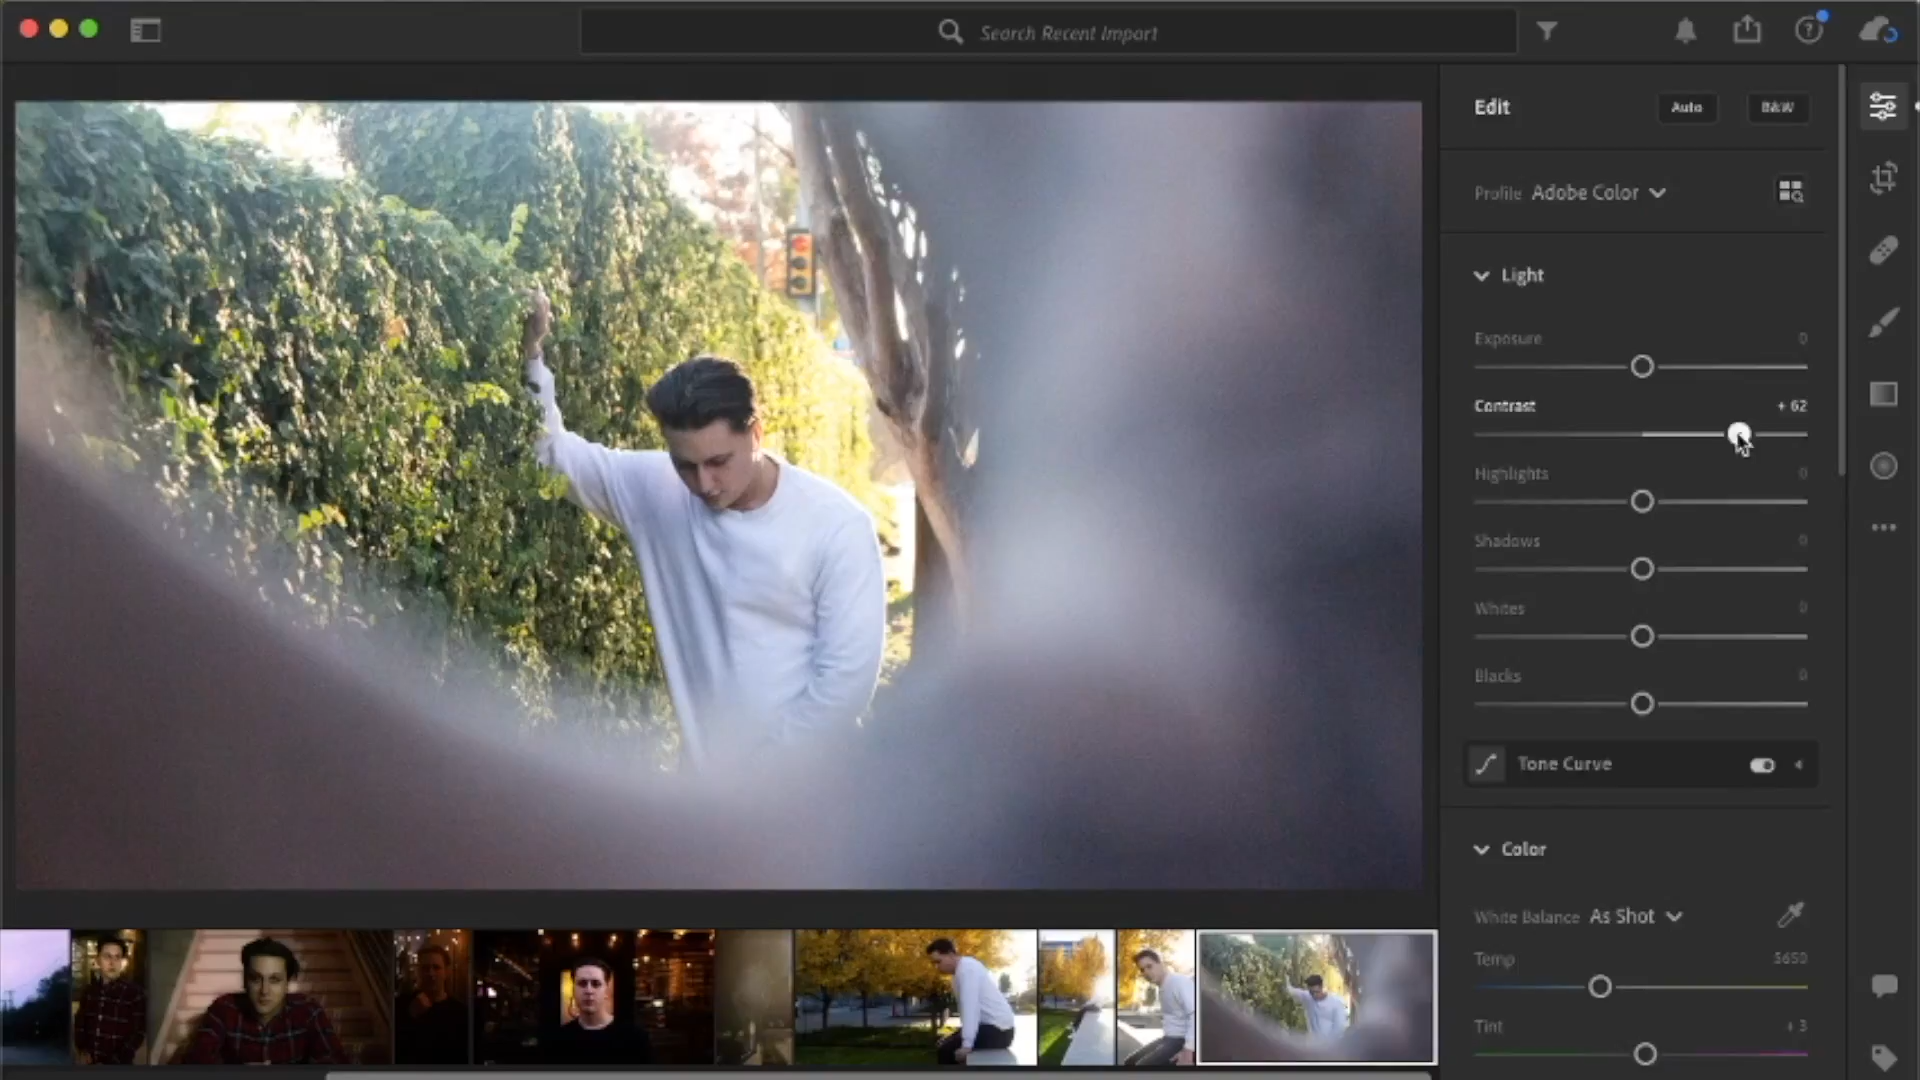 Search Recent Import
?
Edit Auto B&W
Profile Adobe Color
Light
Exposure 0
Contrast + 62
Highlights 0
Shadows 0
Whites 0
Blacks 0
Tone Curve
Color
White Balance As Shot
Temp 5650
Tint + 3